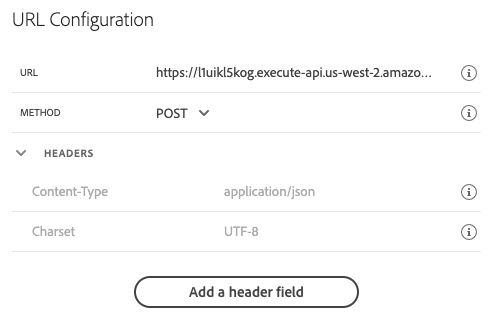 URL Configuration
URL https://l1uikl5kog.execute-api.us-west-2.amazo...
METHOD POST
HEADERS
Content-Type application/json
Charset UTF-8
Add a header field